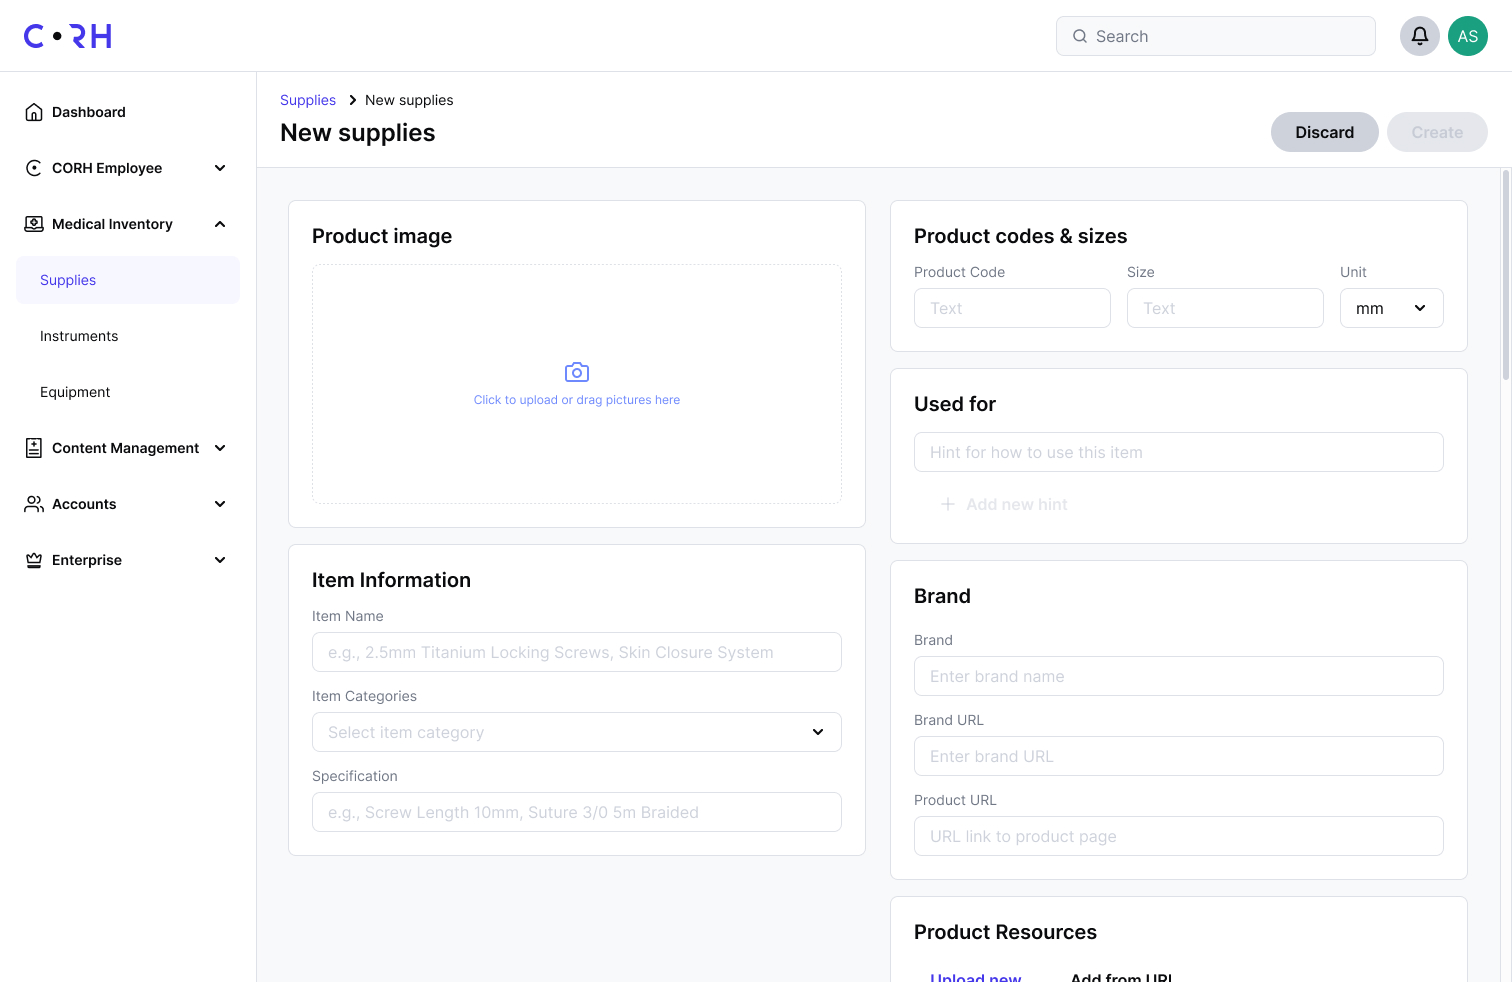 C•RH
Search
AS
Dashboard
CORH Employee
Medical Inventory
Supplies
Instruments
Equipment
Content Management
Accounts
Enterprise
Supplies > New supplies
New supplies
Discard
Create
Product image
Click to upload or drag pictures here
Item Information
Item Name
e.g., 2.5mm Titanium Locking Screws, Skin Closure System
Item Categories
Select item category
Specification
e.g., Screw Length 10mm, Suture 3/0 5m Braided
Product codes & sizes
Product Code Size Unit
Text Text mm
Used for
Hint for how to use this item
+ Add new hint
Brand
Brand
Enter brand name
Brand URL
Enter brand URL
Product URL
URL link to product page
Product Resources
Upload new Add from URL